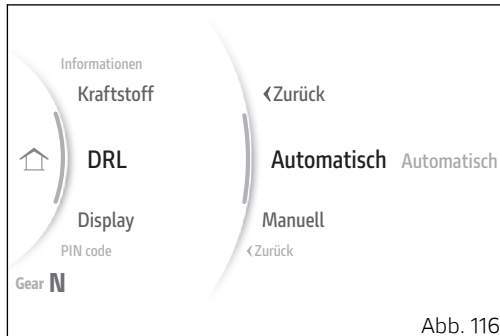 Informationen
Kraftstoff ‹Zurück
DRL Automatisch Automatisch
Display Manuell
PIN code ‹Zurück
Gear N
Abb. 116